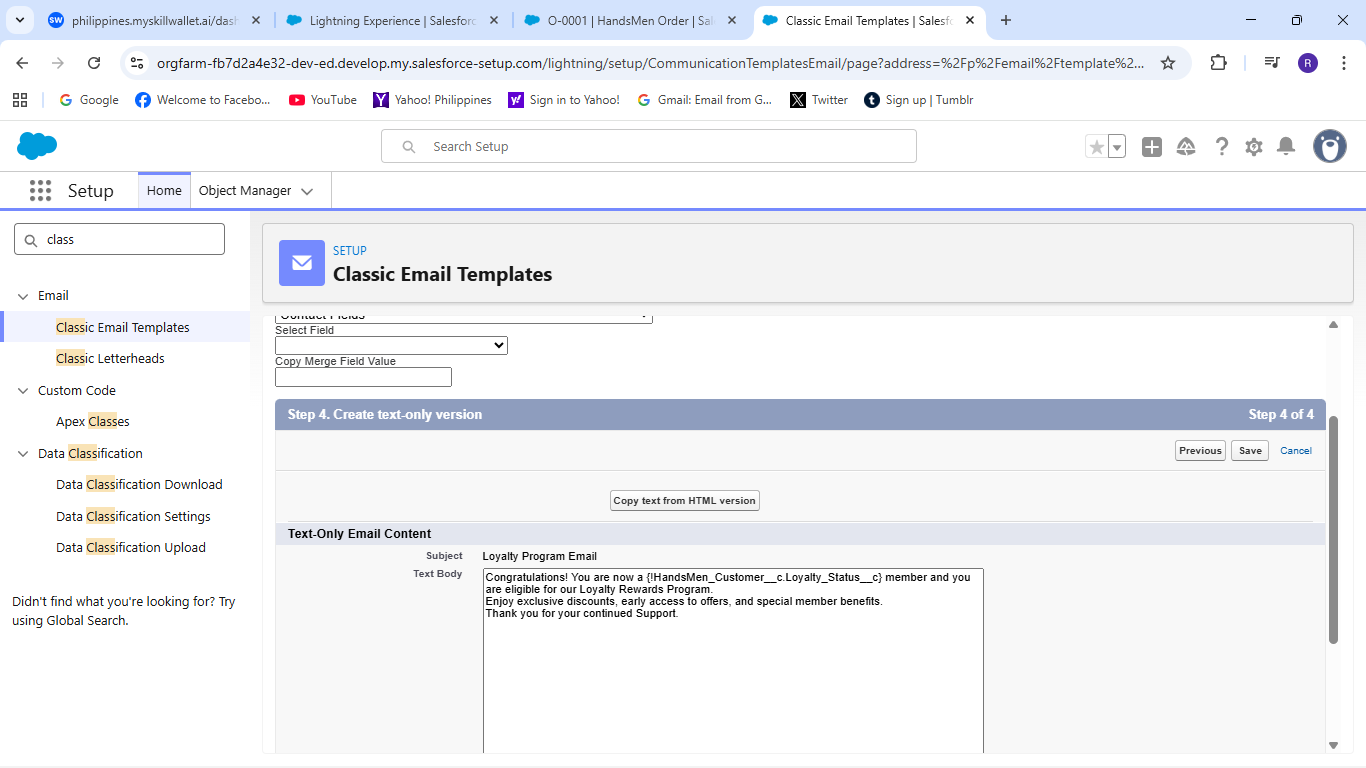 philippines.myskillwallet.ai/dash
Lightning Experience | Salesforc
O-0001 | HandsMen Order | Sal
Classic Email Templates | Salesf
orgfarm-fb7d2a4e32-dev-ed.develop.my.salesforce-setup.com/lightning/setup/CommunicationTemplatesEmail/page?address=%2Fp%2Femail%2Ftemplate%2...
R
Google
Welcome to Facebo...
YouTube
Yahoo! Philippines
Sign in to Yahoo!
Gmail: Email from G...
Twitter
Sign up | Tumblr
Search Setup
Setup
Home
Object Manager
class
Email
Classic Email Templates
Classic Letterheads
Custom Code
Apex Classes
Data Classification
Data Classification Download
Data Classification Settings
Data Classification Upload
Didn't find what you're looking for? Try
using Global Search.
SETUP
Classic Email Templates
Contact Fields
Select Field
Copy Merge Field Value
Step 4. Create text-only version
Step 4 of 4
Previous
Save
Cancel
Copy text from HTML version
Text-Only Email Content
Subject
Loyalty Program Email
Text Body
Congratulations! You are now a {!HandsMen_Customer__c.Loyalty_Status__c} member and you
are eligible for our Loyalty Rewards Program.
Enjoy exclusive discounts, early access to offers, and special member benefits.
Thank you for your continued Support.